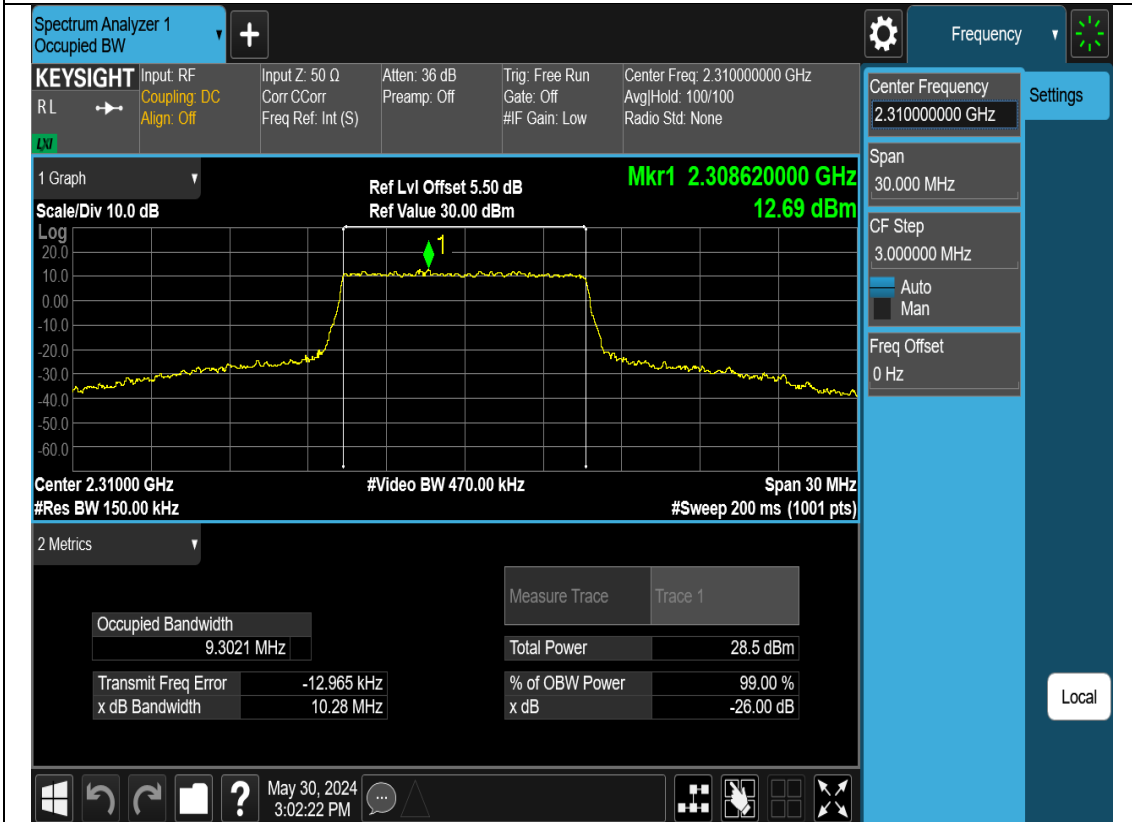 Spectrum Analyzer 1
Occupied BW
+
Frequency
KEYSIGHT
RL
LXI
Input: RF
Coupling: DC
Align: Off
Input Z: 50 Ω
Corr CCorr
Freq Ref: Int (S)
Atten: 36 dB
Preamp: Off
Trig: Free Run
Gate: Off
#IF Gain: Low
Center Freq: 2.310000000 GHz
Avg|Hold: 100/100
Radio Std: None
Center Frequency
2.310000000 GHz
Settings
Span
30.000 MHz
CF Step
3.000000 MHz
Auto
Man
Freq Offset
0 Hz
Local
1 Graph
Scale/Div 10.0 dB
Ref Lvl Offset 5.50 dB
Ref Value 30.00 dBm
Mkr1 2.308620000 GHz
12.69 dBm
Log
1
20.0
10.0
0.00
-10.0
-20.0
-30.0
-40.0
-50.0
-60.0
Center 2.31000 GHz
#Video BW 470.00 kHz
Span 30 MHz
#Res BW 150.00 kHz
#Sweep 200 ms (1001 pts)
2 Metrics
Measure Trace Trace 1
Occupied Bandwidth
9.3021 MHz
Total Power 28.5 dBm
Transmit Freq Error -12.965 kHz
% of OBW Power 99.00 %
x dB Bandwidth 10.28 MHz
x dB -26.00 dB
?
May 30, 2024
3:02:22 PM